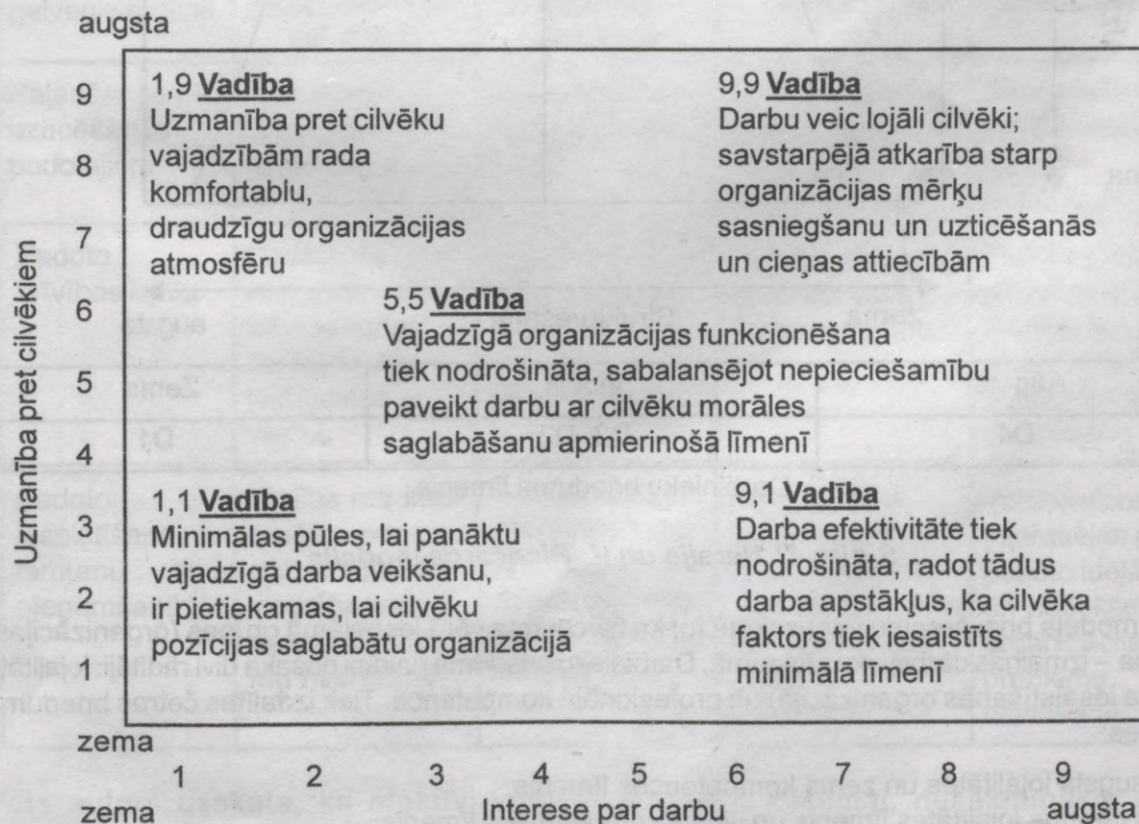 augsta
9
8
7
6
5
4
3
2
1
zema
Uzmanība pret cilvēkiem
1,9 Vadība
Uzmanība pret cilvēku
vajadzībām rada
komfortablu,
draudzīgu organizācijas
atmosfēru
9,9 Vadība
Darbu veic lojāli cilvēki;
savstarpējā atkarība starp
organizācijas mērķu
sasniegšanu un uzticēšanās
un cieņas attiecībām
5,5 Vadība
Vajadzīgā organizācijas funkcionēšana
tiek nodrošināta, sabalansējot nepieciešamību
paveikt darbu ar cilvēku morāles
saglabāšanu apmierinošā līmenī
1,1 Vadība
Minimālas pūles, lai panāktu
vajadzīgā darba veikšanu,
ir pietiekamas, lai cilvēku
pozīcijas saglabātu organizācijā
9,1 Vadība
Darba efektivitāte tiek
nodrošināta, radot tādus
darba apstākļus, ka cilvēka
faktors tiek iesaistīts
minimālā līmenī
1 2 3 4 5 6 7 8 9
zema Interese par darbu augsta